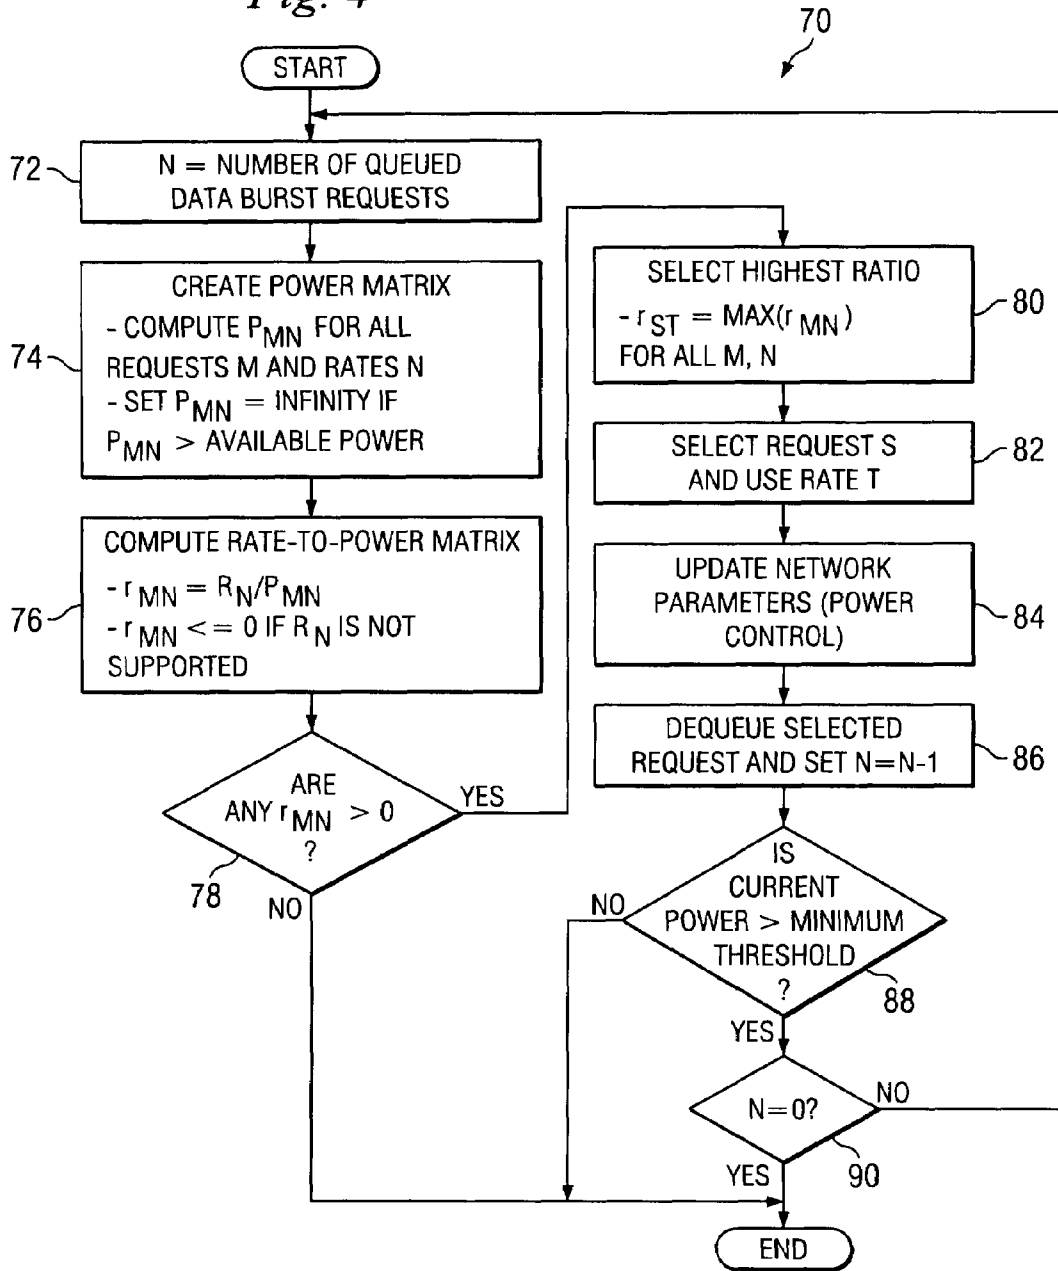 Fig. 4
70
START
72
N = NUMBER OF QUEUED
DATA BURST REQUESTS
74
CREATE POWER MATRIX
- COMPUTE PMN FOR ALL
REQUESTS M AND RATES N
- SET PMN = INFINITY IF
PMN > AVAILABLE POWER
76
COMPUTE RATE-TO-POWER MATRIX
- rMN = RN/PMN
- rMN <= 0 IF RN IS NOT
SUPPORTED
ARE
ANY rMN > 0
?
78
YES
NO
SELECT HIGHEST RATIO
- rST = MAX(rMN)
FOR ALL M, N
80
SELECT REQUEST S
AND USE RATE T
82
UPDATE NETWORK
PARAMETERS (POWER
CONTROL)
84
DEQUEUE SELECTED
REQUEST AND SET N=N-1
86
IS
CURRENT
POWER > MINIMUM
THRESHOLD
?
88
NO
YES
N=0?
90
NO
YES
END